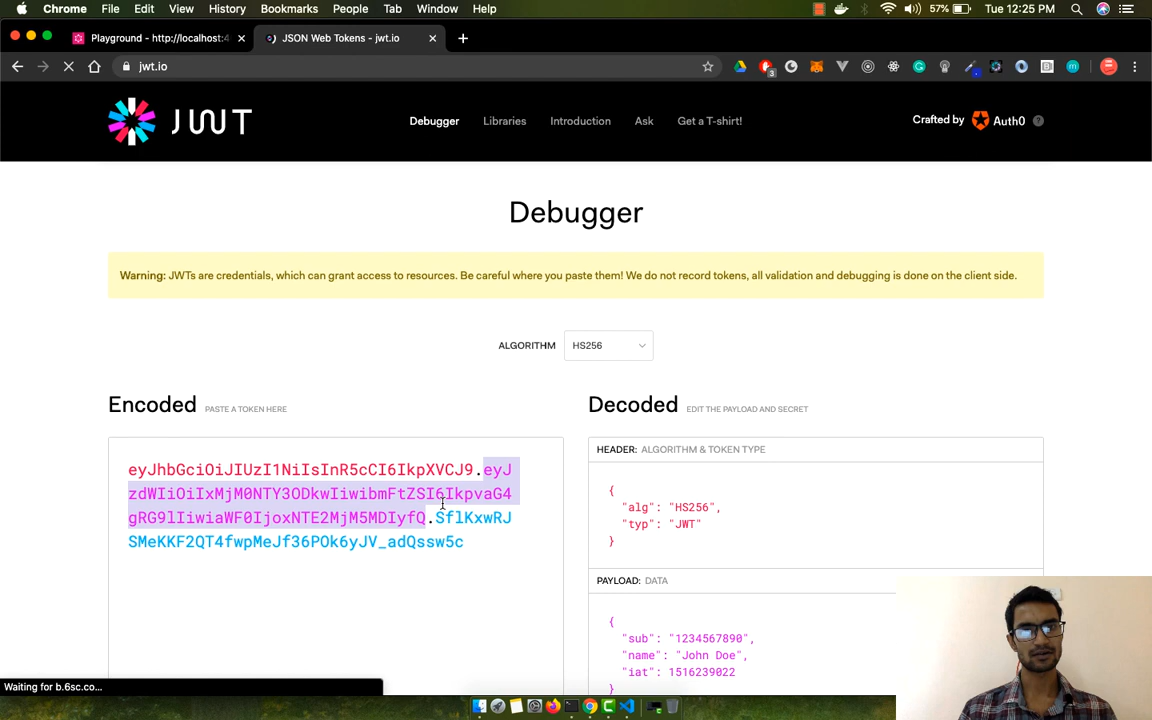 Chrome File Edit View History Bookmarks People Tab Window Help 57% Tue 12:25 PM
Playground - http://localhost:4 JSON Web Tokens - jwt.io
jwt.io 3
JWT Debugger Libraries Introduction Ask Get a T-shirt! Crafted by Auth0 ?
Debugger
Warning: JWTs are credentials, which can grant access to resources. Be careful where you paste them! We do not record tokens, all validation and debugging is done on the client side.
ALGORITHM HS256
Encoded PASTE A TOKEN HERE
Decoded EDIT THE PAYLOAD AND SECRET
eyJhbGciOiJIUzI1NiIsInR5cCI6IkpXVCJ9.eyJ
zdWIiOiIxMjM0NTY3ODkwIiwibmFtZSI6IkpvaG4
gRG9lIiwiaWF0IjoxNTE2MjM5MDIyfQ.SflKxwRJ
SMeKKF2QT4fwpMeJf36POk6yJV_adQssw5c
HEADER: ALGORITHM & TOKEN TYPE
{
"alg": "HS256",
"typ": "JWT"
}
PAYLOAD: DATA
{
"sub": "1234567890",
"name": "John Doe",
"iat": 1516239022
}
Waiting for b.6sc.co...